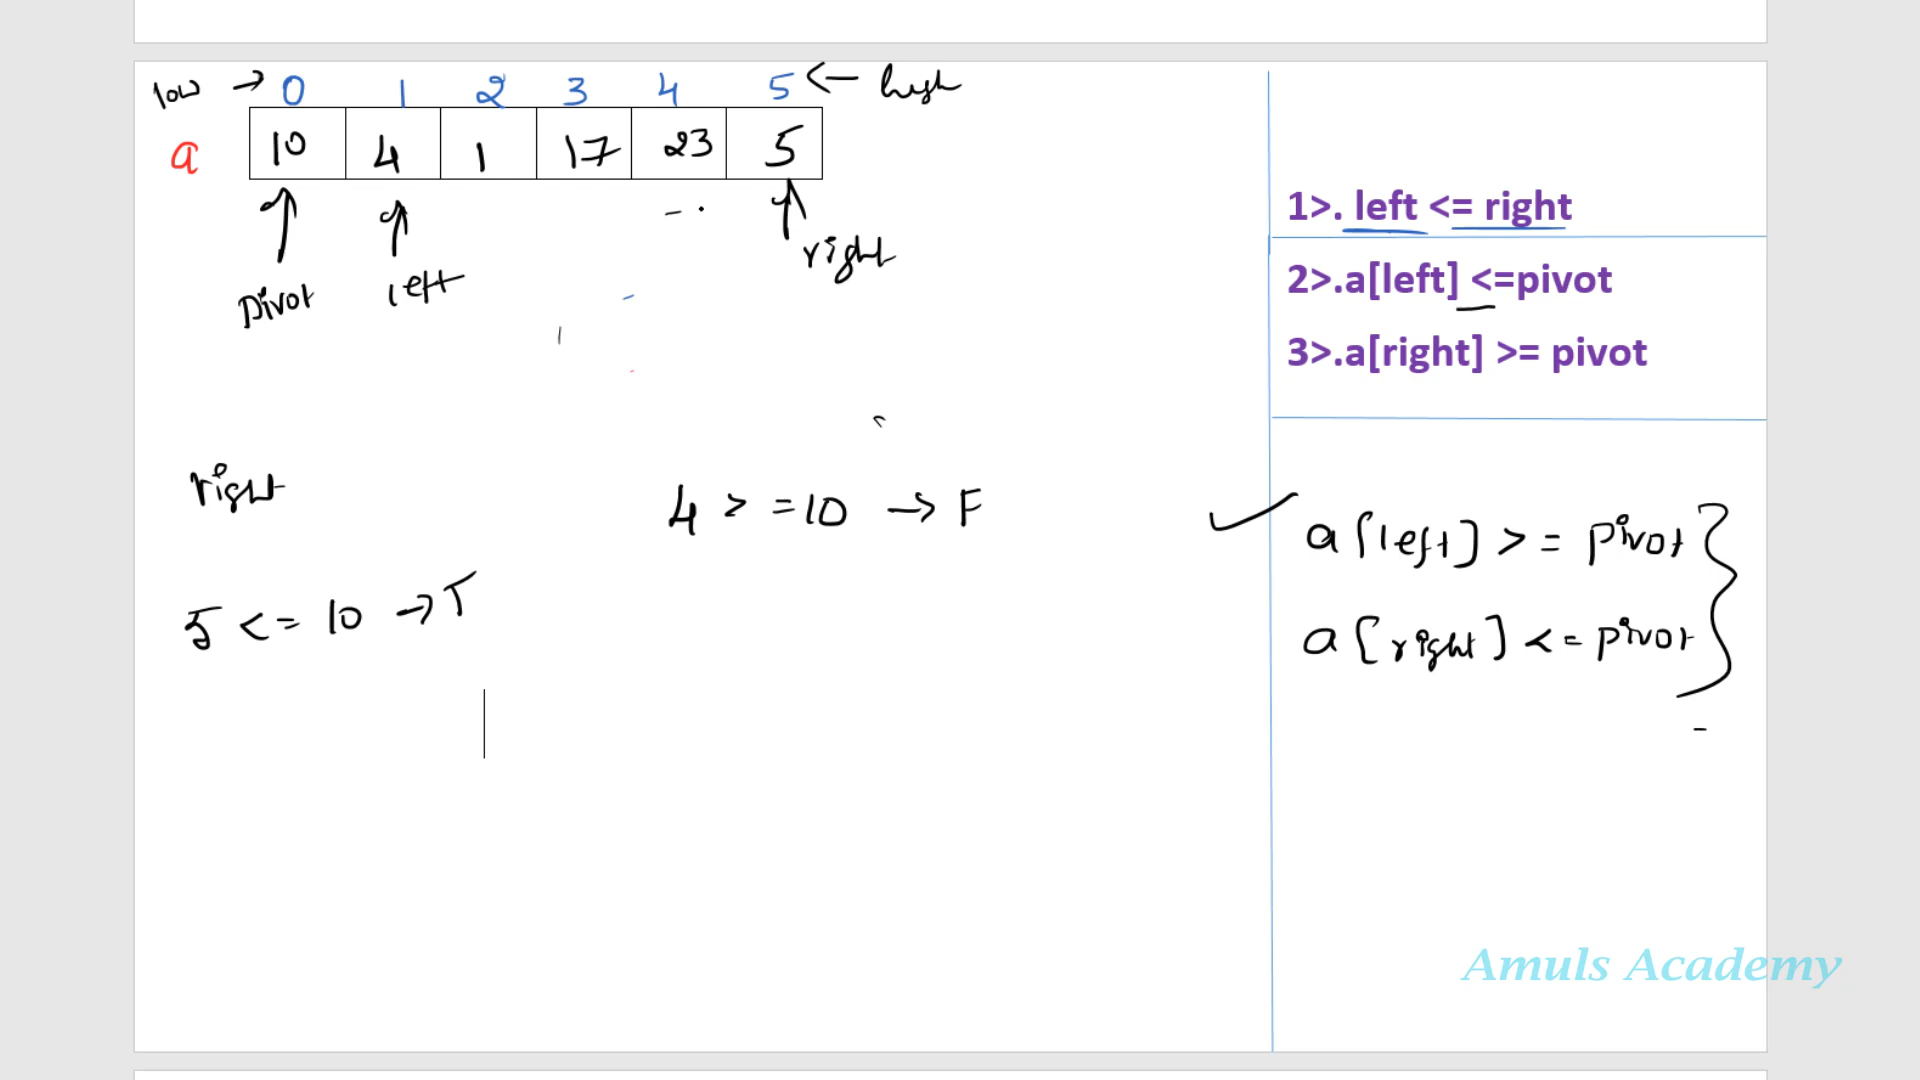 low → 0 1 2 3 4 5 ← high
a 10 4 1 17 23 5
pivot left right
1>. left <= right
2>.a[left] <=pivot
3>.a[right] >= pivot
right
4 > = 10 → F
5 < = 10 → T
a [left] > = pivot
a [right] < = pivot
Amuls Academy